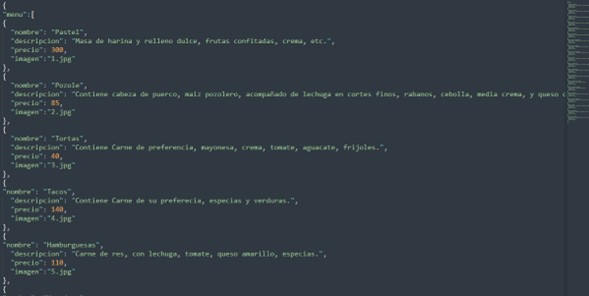 {
"menu":[
{
"nombre": "Pastel",
"descripcion": "Masa de harina y relleno dulce, frutas confitadas, crema, etc.",
"precio": 300,
"imagen":"1.jpg"
},
{
"nombre": "Pozole",
"descripcion": "Contiene cabeza de puerco, maiz pozolero, acompañado de lechuga en cortes finos, rabanos, cebolla, media crema, y queso
"precio": 85,
"imagen":"2.jpg"
},
{
"nombre": "Tortas",
"descripcion": "Contiene Carne de preferencia, mayonesa, crema, tomate, aguacate, frijoles.",
"precio": 40,
"imagen":"3.jpg"
},
{
"nombre": "Tacos",
"descripcion": "Contiene Carne de su preferecia, especias y verduras.",
"precio": 140,
"imagen":"4.jpg"
},
{
"nombre": "Hamburguesas",
"descripcion": "Carne de res, con lechuga, tomate, queso amarillo, especias.",
"precio": 110,
"imagen":"5.jpg"
},
{